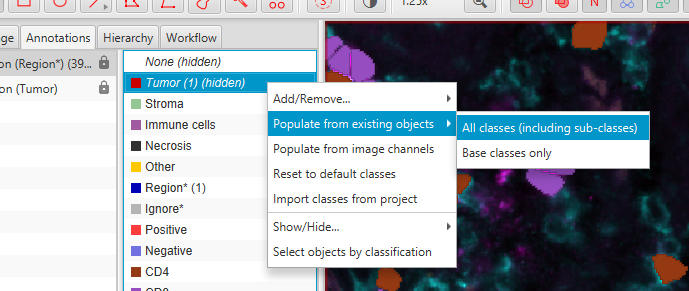 1.25x
N
ge
Annotations
Hierarchy
Workflow
on (Region*) (39...
on (Tumor)
None (hidden)
Tumor (1) (hidden)
Stroma
Immune cells
Necrosis
Other
Region* (1)
Ignore*
Positive
Negative
CD4
Add/Remove...
Populate from existing objects
Populate from image channels
Reset to default classes
Import classes from project
Show/Hide...
Select objects by classification
All classes (including sub-classes)
Base classes only